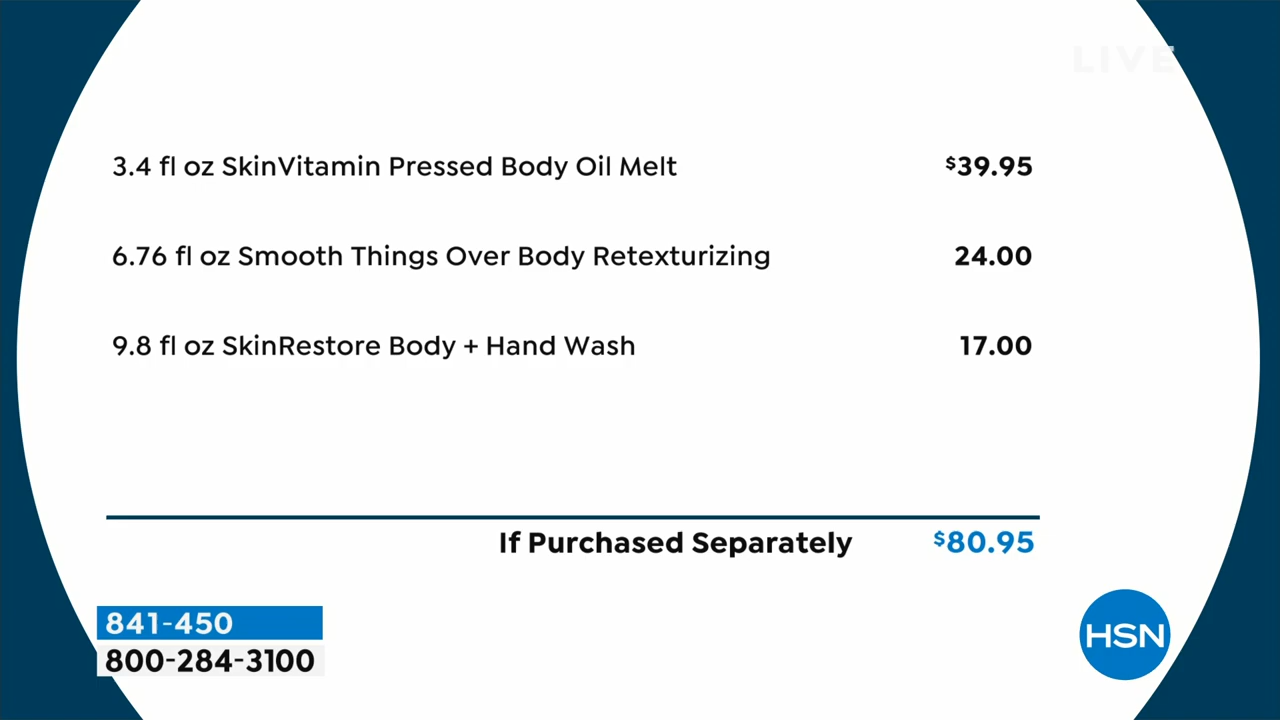 LIVE
3.4 fl oz SkinVitamin Pressed Body Oil Melt $39.95
6.76 fl oz Smooth Things Over Body Retexturizing 24.00
9.8 fl oz SkinRestore Body + Hand Wash 17.00
If Purchased Separately $80.95
841-450
800-284-3100
HSN